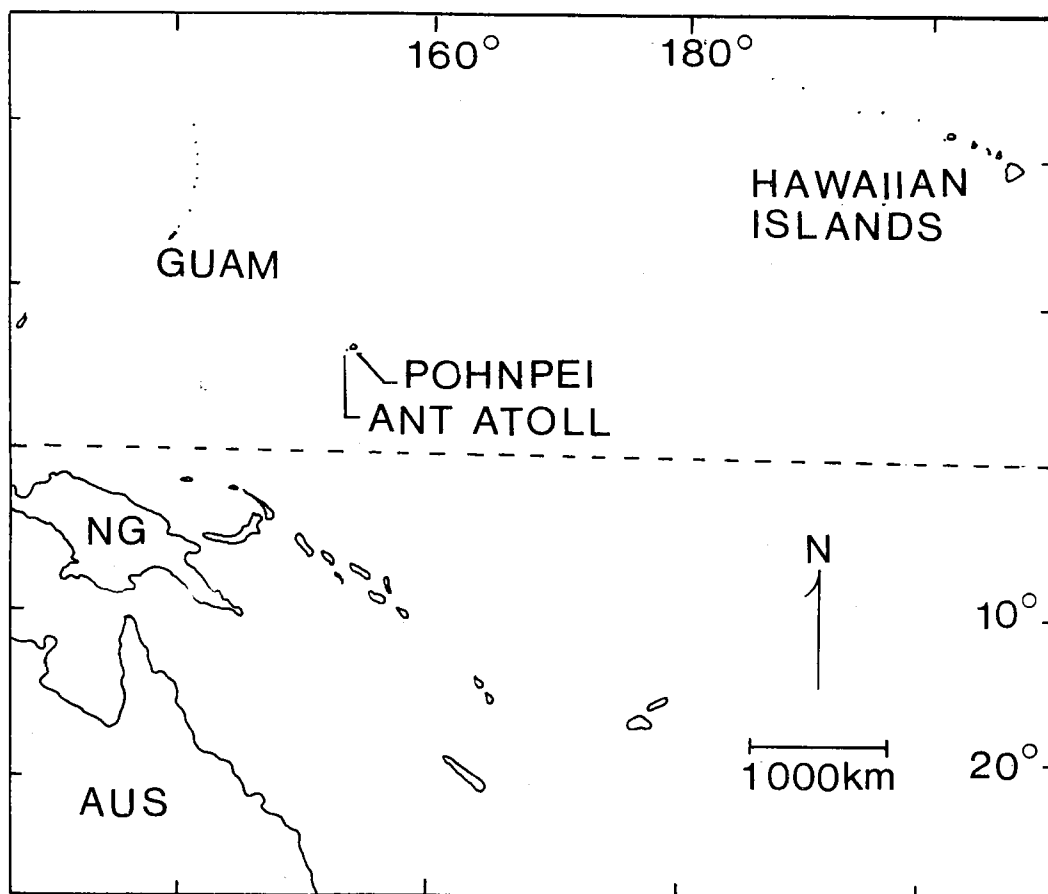 160°
180°
HAWAIIAN
ISLANDS
GUAM
POHNPEI
ANT ATOLL
NG
N
10°
20°
1000km
AUS